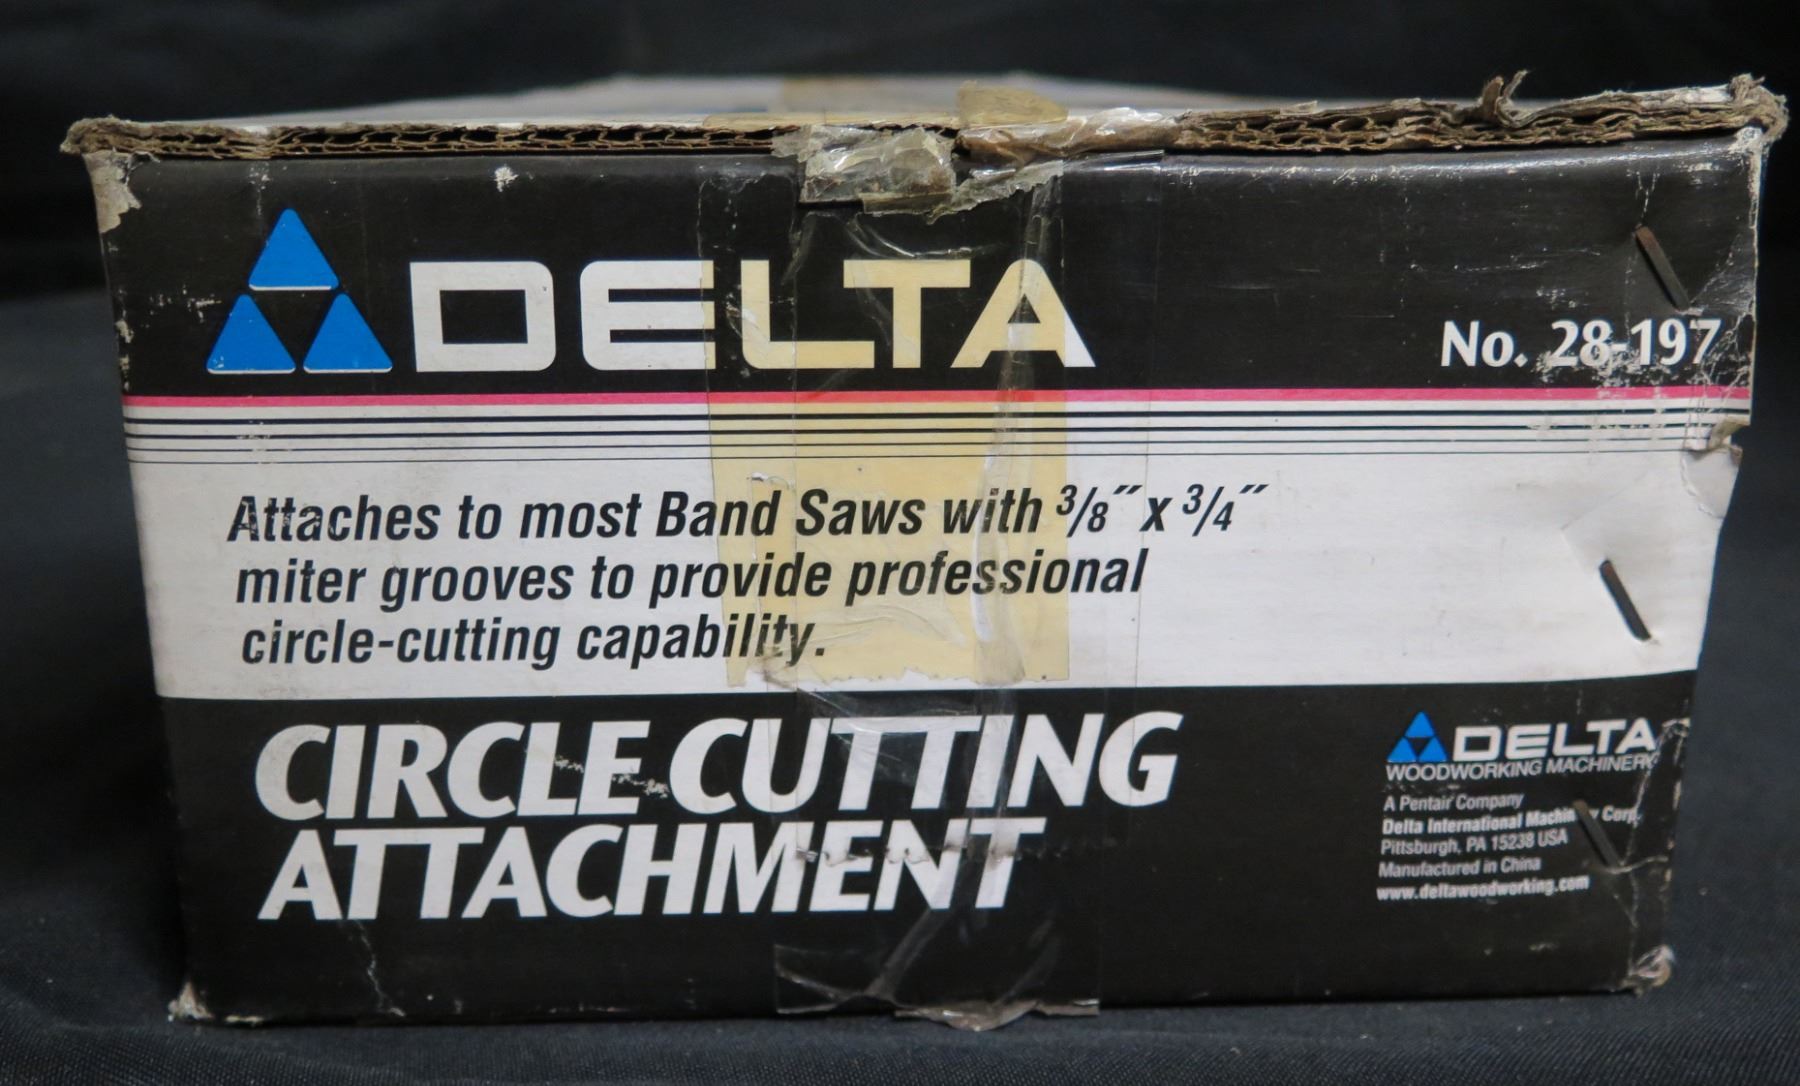 DELTA
No. 28-197
Attaches to most Band Saws with 3/8" x 3/4"
miter grooves to provide professional
circle-cutting capability.
CIRCLE CUTTING
ATTACHMENT
DELTA
WOODWORKING MACHINERY
A Pentair Company
Delta International Machinery Corp.
Pittsburgh, PA 15238 USA
Manufactured in China
www.deltawoodworking.com